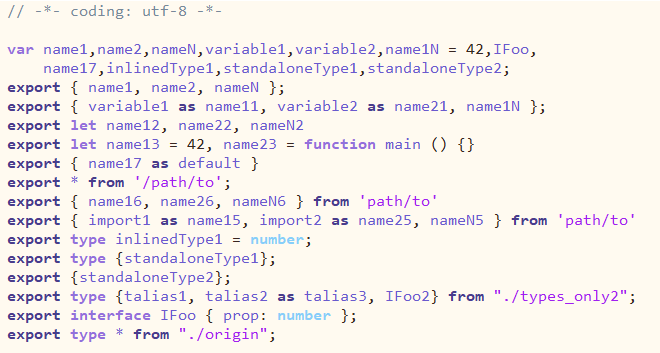 // -*- coding: utf-8 -*-
var name1,name2,nameN,variable1,variable2,name1N = 42,IFoo,
    name17,inlinedType1,standaloneType1,standaloneType2;
export { name1, name2, nameN };
export { variable1 as name11, variable2 as name21, name1N };
export let name12, name22, nameN2
export let name13 = 42, name23 = function main () {}
export { name17 as default }
export * from '/path/to';
export { name16, name26, nameN6 } from 'path/to'
export { import1 as name15, import2 as name25, nameN5 } from 'path/to'
export type inlinedType1 = number;
export type {standaloneType1};
export {standaloneType2};
export type {talias1, talias2 as talias3, IFoo2} from "./types_only2";
export interface IFoo { prop: number };
export type * from "./origin";